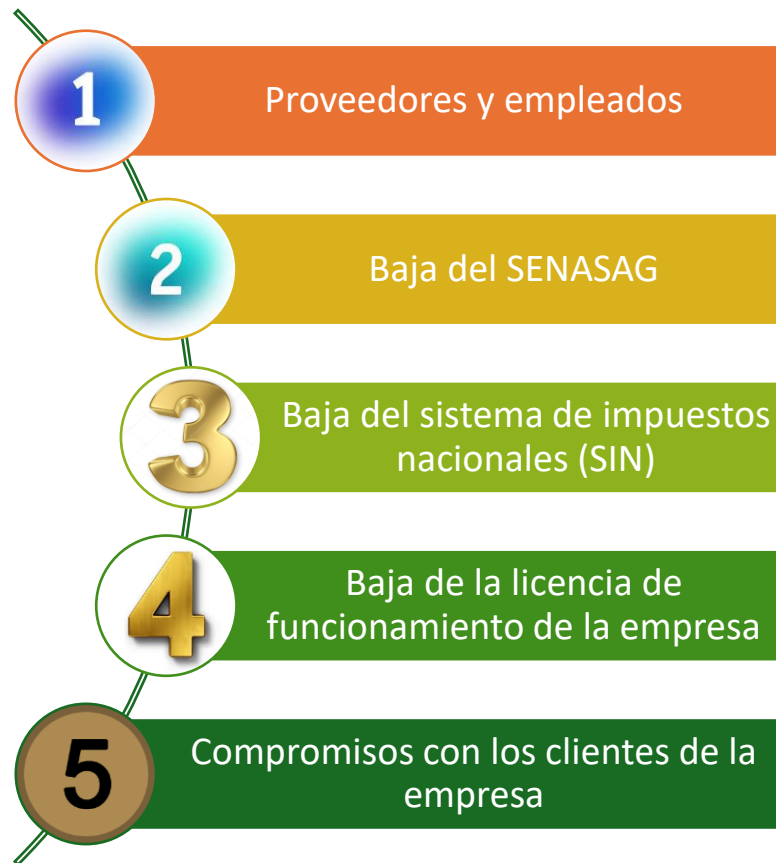 1
Proveedores y empleados
2
Baja del SENASAG
3
Baja del sistema de impuestos
nacionales (SIN)
4
Baja de la licencia de
funcionamiento de la empresa
5
Compromisos con los clientes de la
empresa